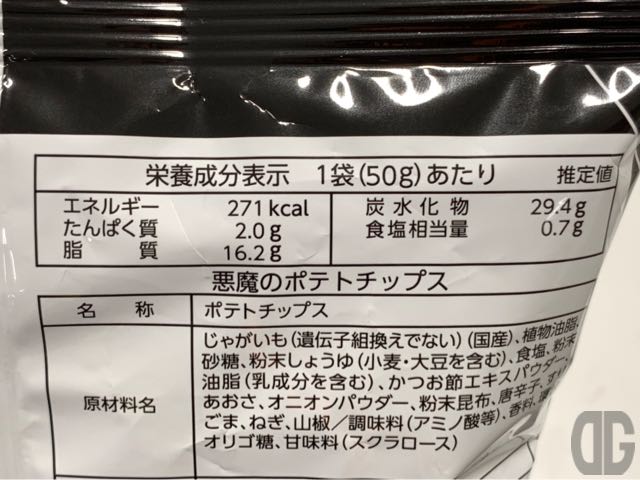 栄養成分表示 1袋(50g)あたり 推定値
エネルギー 271kcal 炭水化物 29.4g
たんぱく質 2.0g 食塩相当量 0.7g
脂質 16.2g
悪魔のポテトチップス
名称 ポテトチップス
原材料名 じゃがいも(遺伝子組換えでない)(国産)、植物油脂、
砂糖、粉末しょうゆ(小麦・大豆を含む)、食塩、粉末
油脂(乳成分を含む)、かつお節エキスパウダー、
あおさ、オニオンパウダー、粉末昆布、唐辛子、
ごま、ねぎ、山椒/調味料(アミノ酸等)、香料、
オリゴ糖、甘味料(スクラロース)
DG